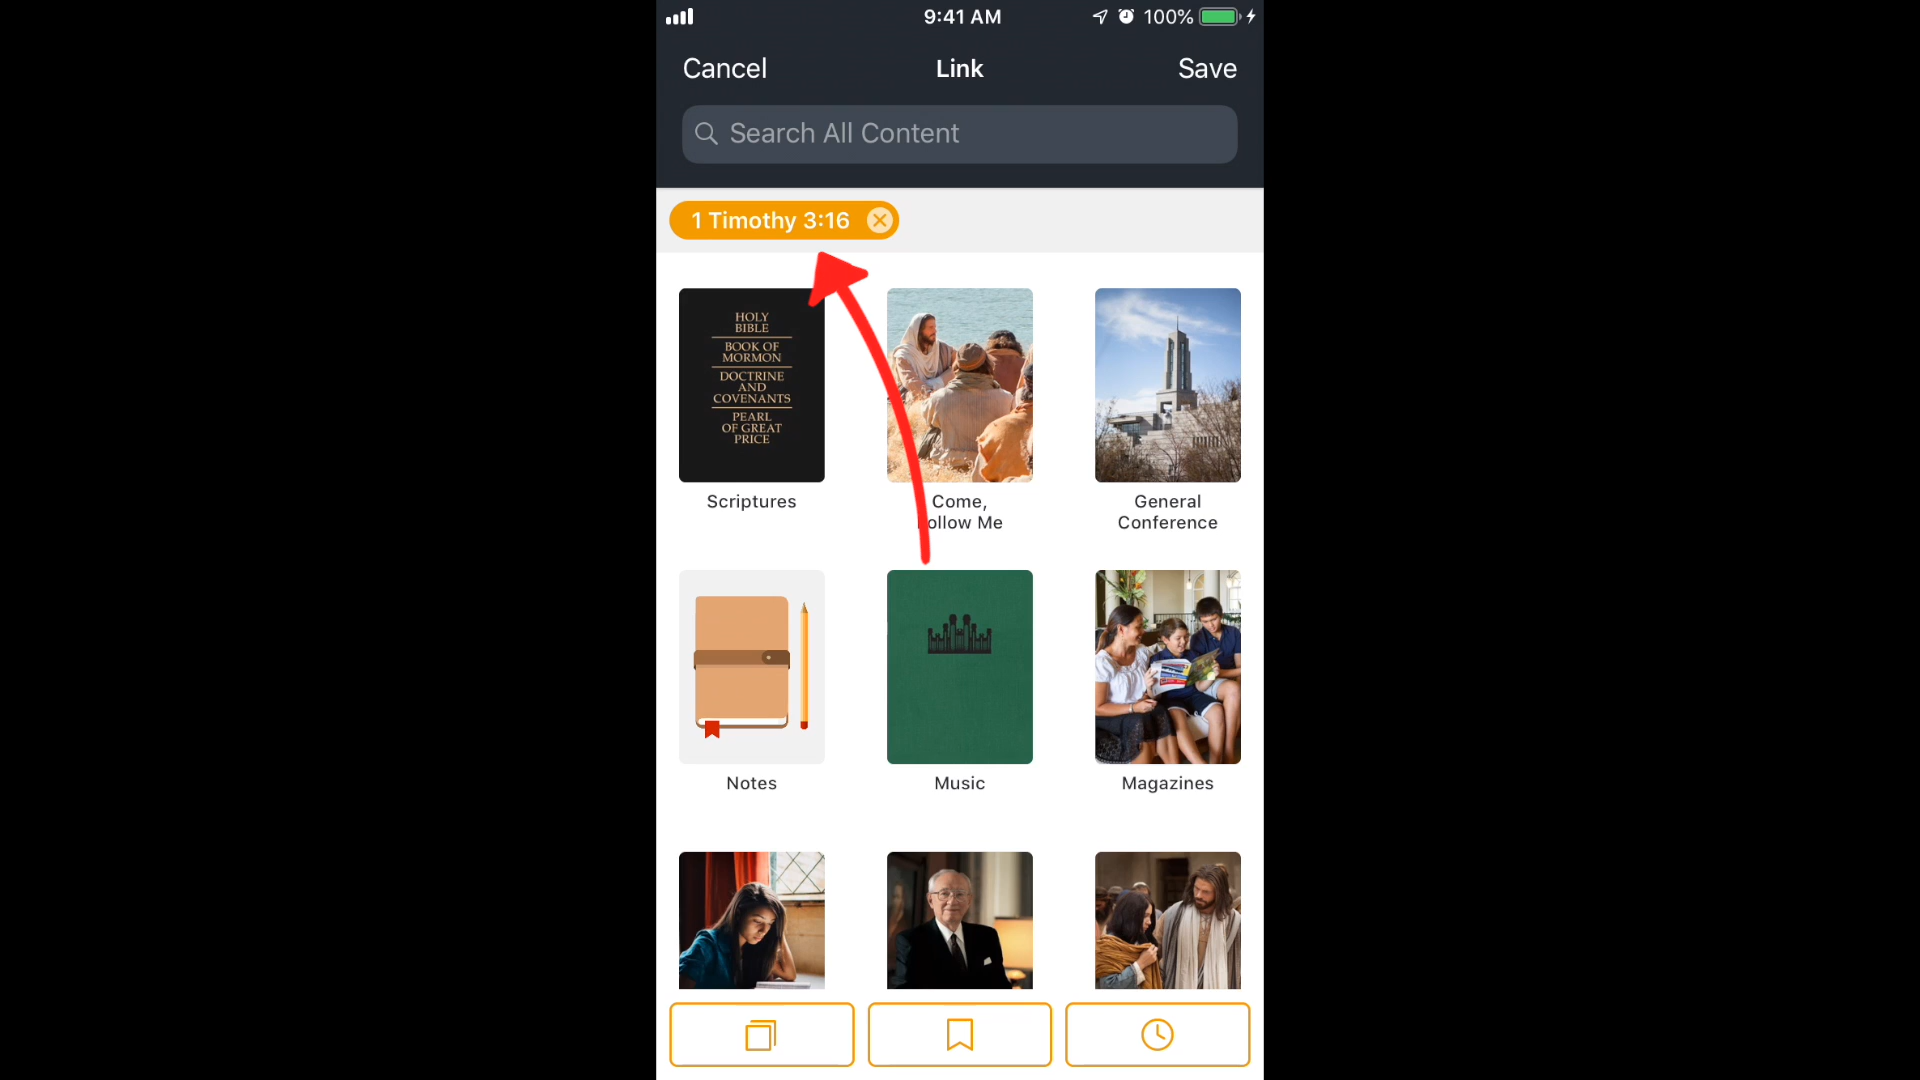 9:41 AM
100%
Cancel
Link
Save
Search All Content
1 Timothy 3:16
HOLY
BIBLE
BOOK OF
MORMON
DOCTRINE
AND
COVENANTS
PEARL
OF GREAT
PRICE
Scriptures
Come,
ollow Me
General
Conference
Notes
Music
Magazines